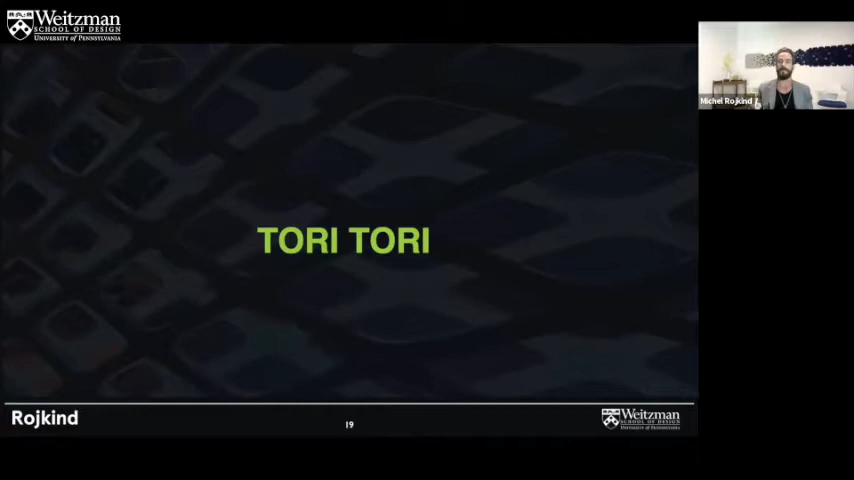 Weitzman
SCHOOL OF DESIGN
UNIVERSITY OF PENNSYLVANIA
Michel Rojkind
TORI TORI
Rojkind
19
Weitzman
SCHOOL OF DESIGN
UNIVERSITY OF PENNSYLVANIA